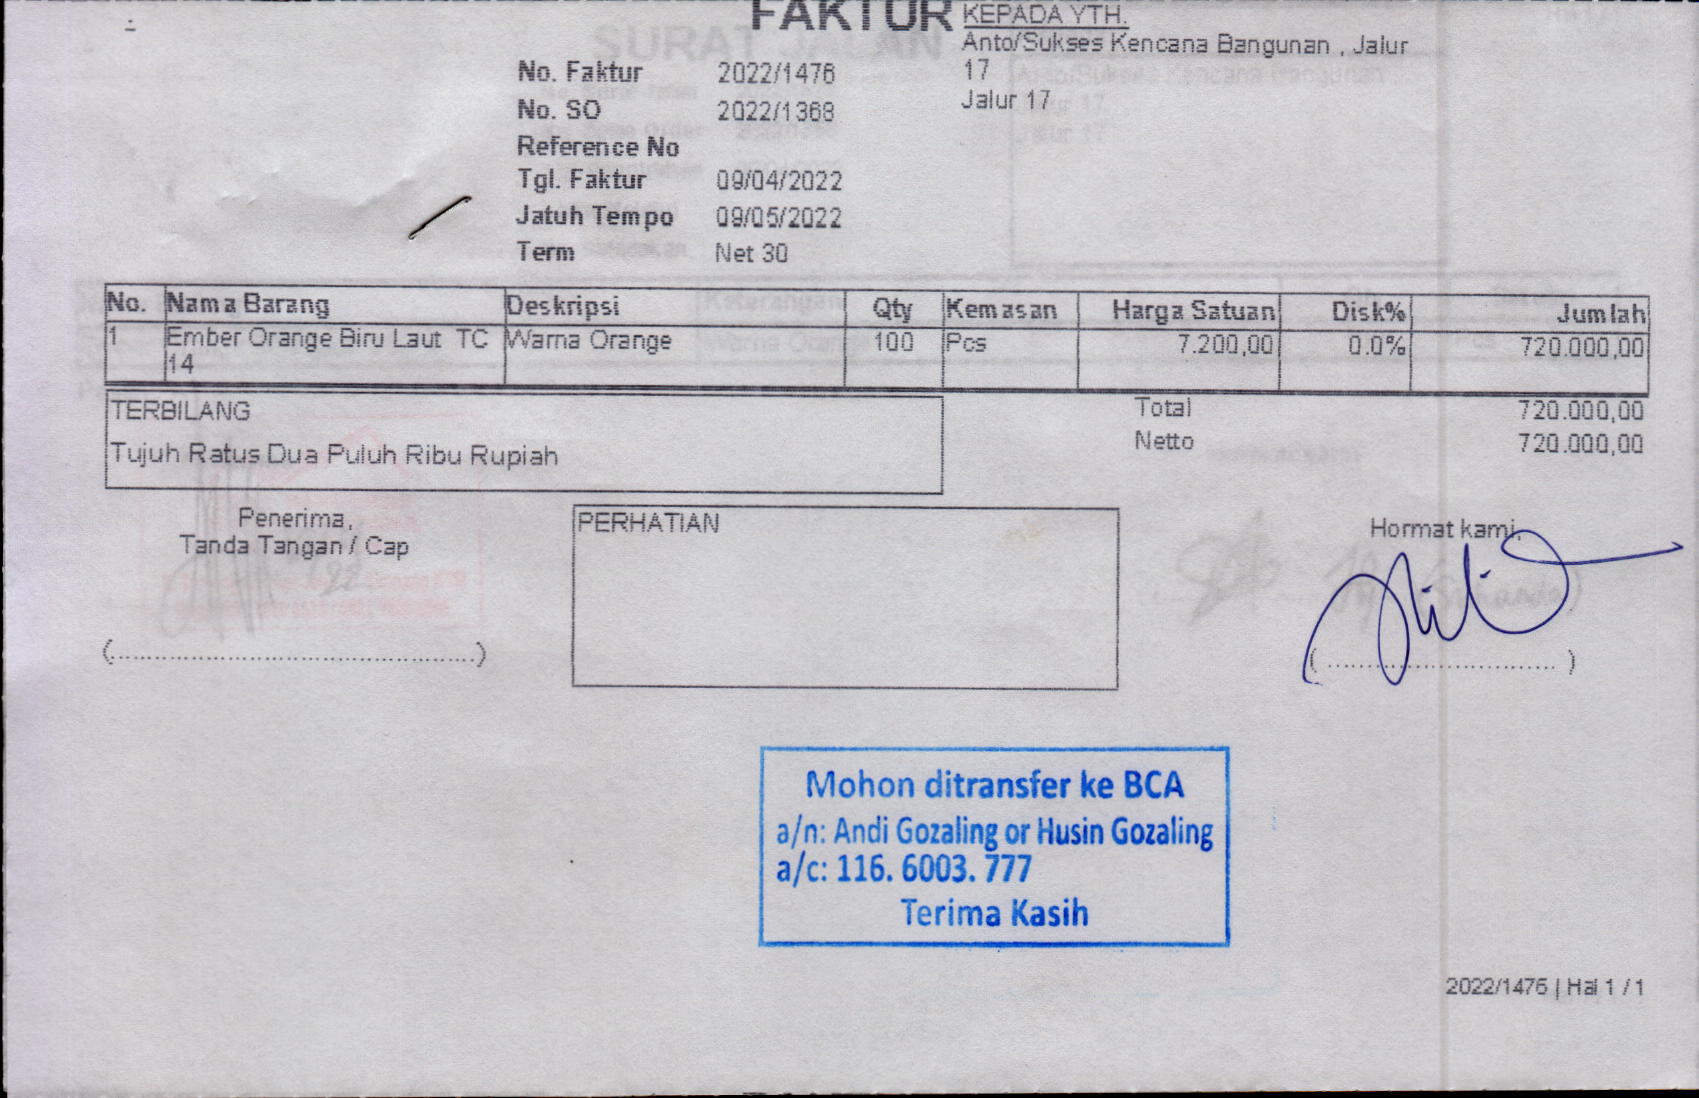 FAKTUR
KEPADA YTH.
Anto/Sukses Kencana Bangunan , Jalur
17
Jalur 17
No. Faktur 2022/1476
No. SO 2022/1368
Reference No
Tgl. Faktur 09/04/2022
Jatuh Tempo 09/05/2022
Term Net 30
No. Nama Barang Deskripsi Qty Kemasan Harga Satuan Disk% Jumlah
1 Ember Orange Biru Laut TC Warna Orange 100 Pcs 7.200,00 0.0% 720.000,00
14
TERBILANG
Tujuh Ratus Dua Puluh Ribu Rupiah
Total 720.000,00
Netto 720.000,00
Penerima,
Tanda Tangan / Cap
(..............................................)
PERHATIAN
Hormat kami,
( ............................. )
Mohon ditransfer ke BCA
a/n: Andi Gozaling or Husin Gozaling
a/c: 116. 6003. 777
Terima Kasih
2022/1476 | Hal 1 / 1
SURAT JALAN